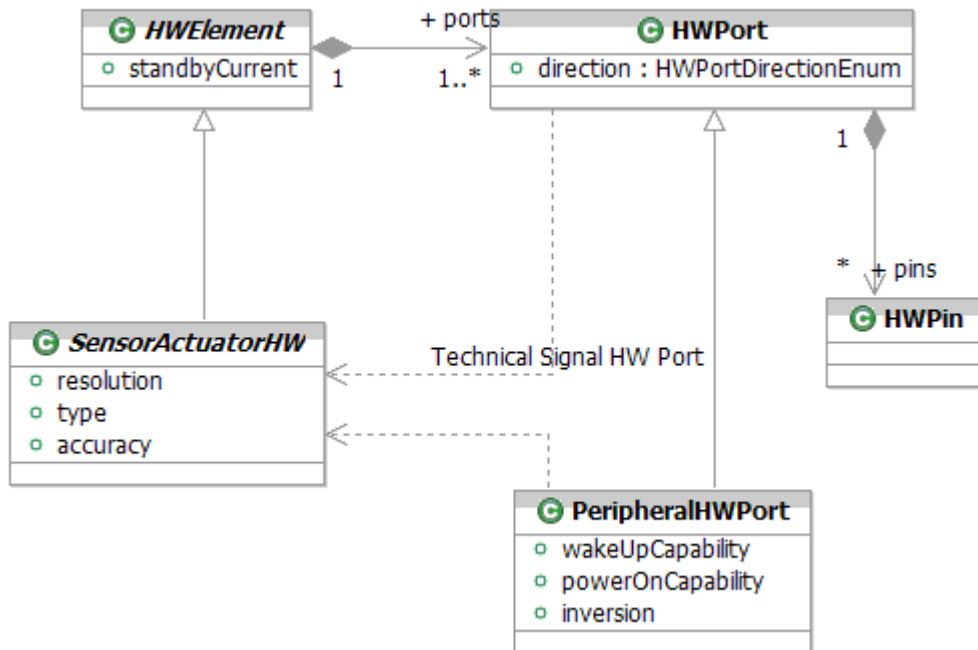 C HWElement
standbyCurrent
+ ports
1
1..*
C HWPort
direction : HWPortDirectionEnum
1
*
+ pins
C HWPin
C SensorActuatorHW
resolution
type
accuracy
Technical Signal HW Port
C PeripheralHWPort
wakeUpCapability
powerOnCapability
inversion